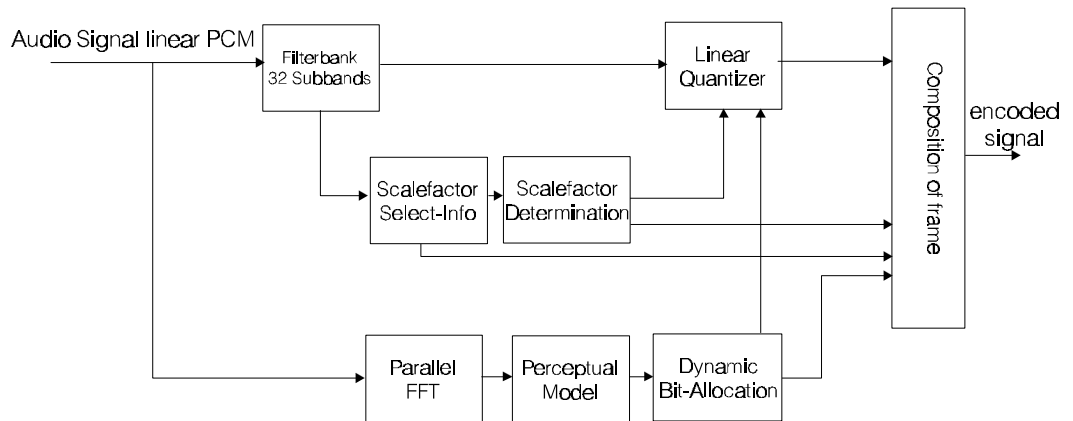 Audio Signal linear PCM
Filterbank
32 Subbands
Linear
Quantizer
Scalefactor
Select-Info
Scalefactor
Determination
Composition of frame
encoded
signal
Parallel
FFT
Perceptual
Model
Dynamic
Bit-Allocation